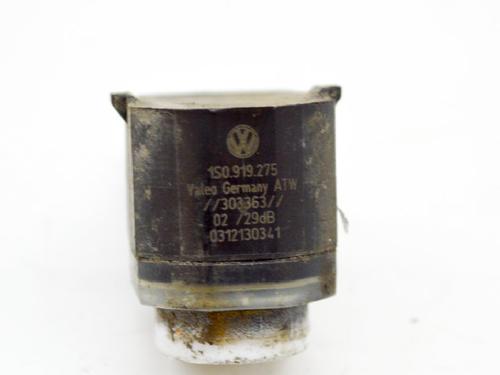 1S0.919.275
Valeo Germany ATW
//303363//
02 /29dB
0312130341